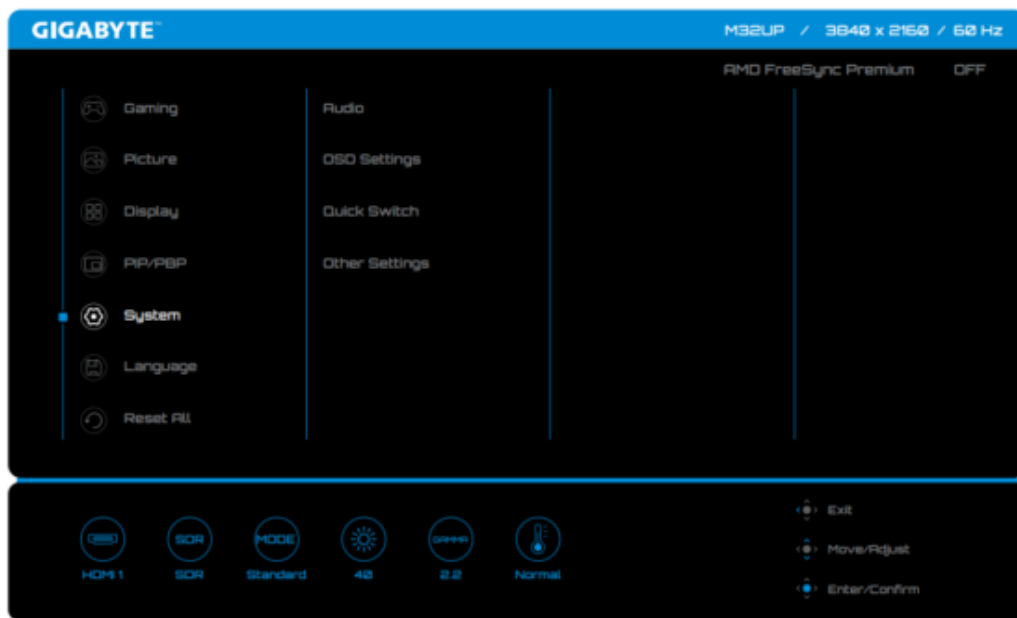 GIGABYTE™
M32UP / 3840 x 2160 / 60 Hz
AMD FreeSync Premium OFF
Gaming
Picture
Display
PIP/PBP
System
Language
Reset All
Audio
OSD Settings
Quick Switch
Other Settings
SDR
MODE
GAMMA
HDMI 1
SDR
Standard
40
2.2
Normal
Exit
Move/Adjust
Enter/Confirm